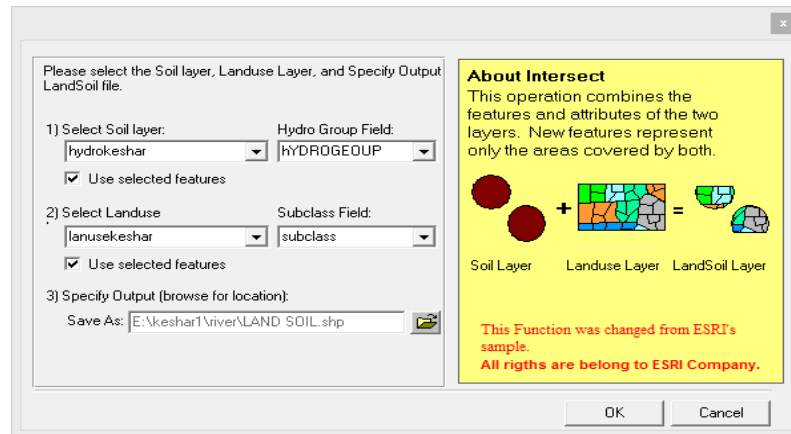 x
Please select the Soil layer, Landuse Layer, and Specify Output
LandSoil file.
1) Select Soil layer:
Hydro Group Field:
hydrokeshar
hYDROGEOUP
Use selected features
2) Select Landuse
Subclass Field:
lanusekeshar
subclass
Use selected features
3) Specify Output (browse for location):
Save As: E:\keshar1\river\LAND SOIL.shp
About Intersect
This operation combines the
features and attributes of the two
layers. New features represent
only the areas covered by both.
+
=
Soil Layer
Landuse Layer
LandSoil Layer
This Function was changed from ESRI's
sample.
All rigths are belong to ESRI Company.
OK
Cancel